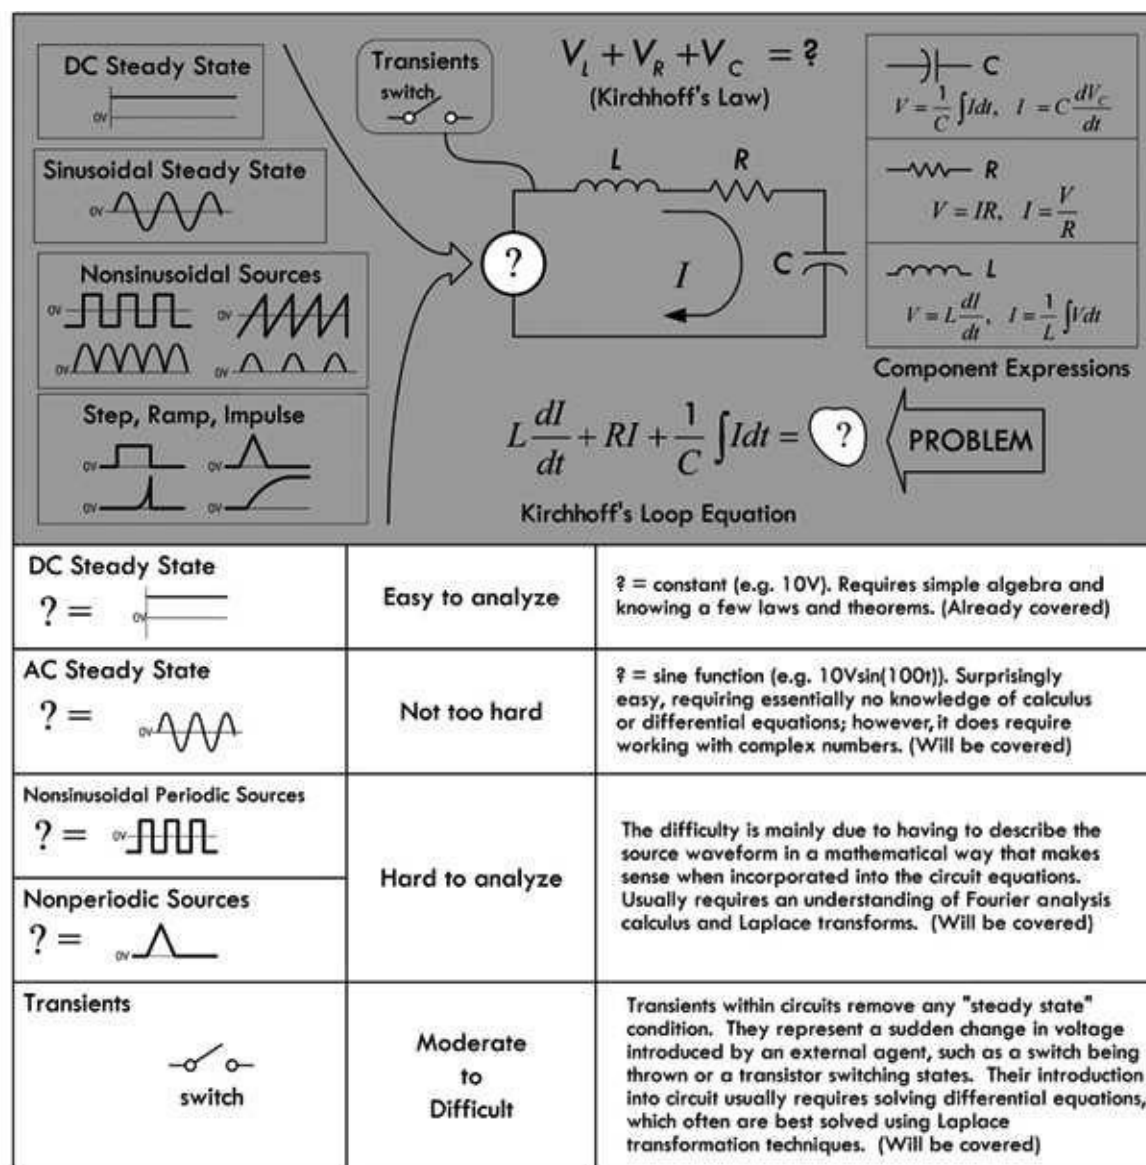 DC Steady State
0V
Sinusoidal Steady State
0V
Nonsinusoidal Sources
0V
0V
0V
0V
Step, Ramp, Impulse
0V
0V
0V
0V
Transients
switch
V_L + V_R + V_C = ?
(Kirchhoff's Law)
L
R
?
I
C
C
V = 1/C ∫Idt, I = C dV_C/dt
R
V = IR, I = V/R
L
V = L dI/dt, I = 1/L ∫Vdt
Component Expressions
L dI/dt + RI + 1/C ∫Idt = ?
PROBLEM
Kirchhoff's Loop Equation
DC Steady State
? =
0V
Easy to analyze
? = constant (e.g. 10V). Requires simple algebra and
knowing a few laws and theorems. (Already covered)
AC Steady State
? =
0V
Not too hard
? = sine function (e.g. 10Vsin(100t)). Surprisingly
easy, requiring essentially no knowledge of calculus
or differential equations; however, it does require
working with complex numbers. (Will be covered)
Nonsinusoidal Periodic Sources
? =
0V
Nonperiodic Sources
? =
0V
Hard to analyze
The difficulty is mainly due to having to describe the
source waveform in a mathematical way that makes
sense when incorporated into the circuit equations.
Usually requires an understanding of Fourier analysis
calculus and Laplace transforms. (Will be covered)
Transients
switch
Moderate
to
Difficult
Transients within circuits remove any "steady state"
condition. They represent a sudden change in voltage
introduced by an external agent, such as a switch being
thrown or a transistor switching states. Their introduction
into circuit usually requires solving differential equations,
which often are best solved using Laplace
transformation techniques. (Will be covered)